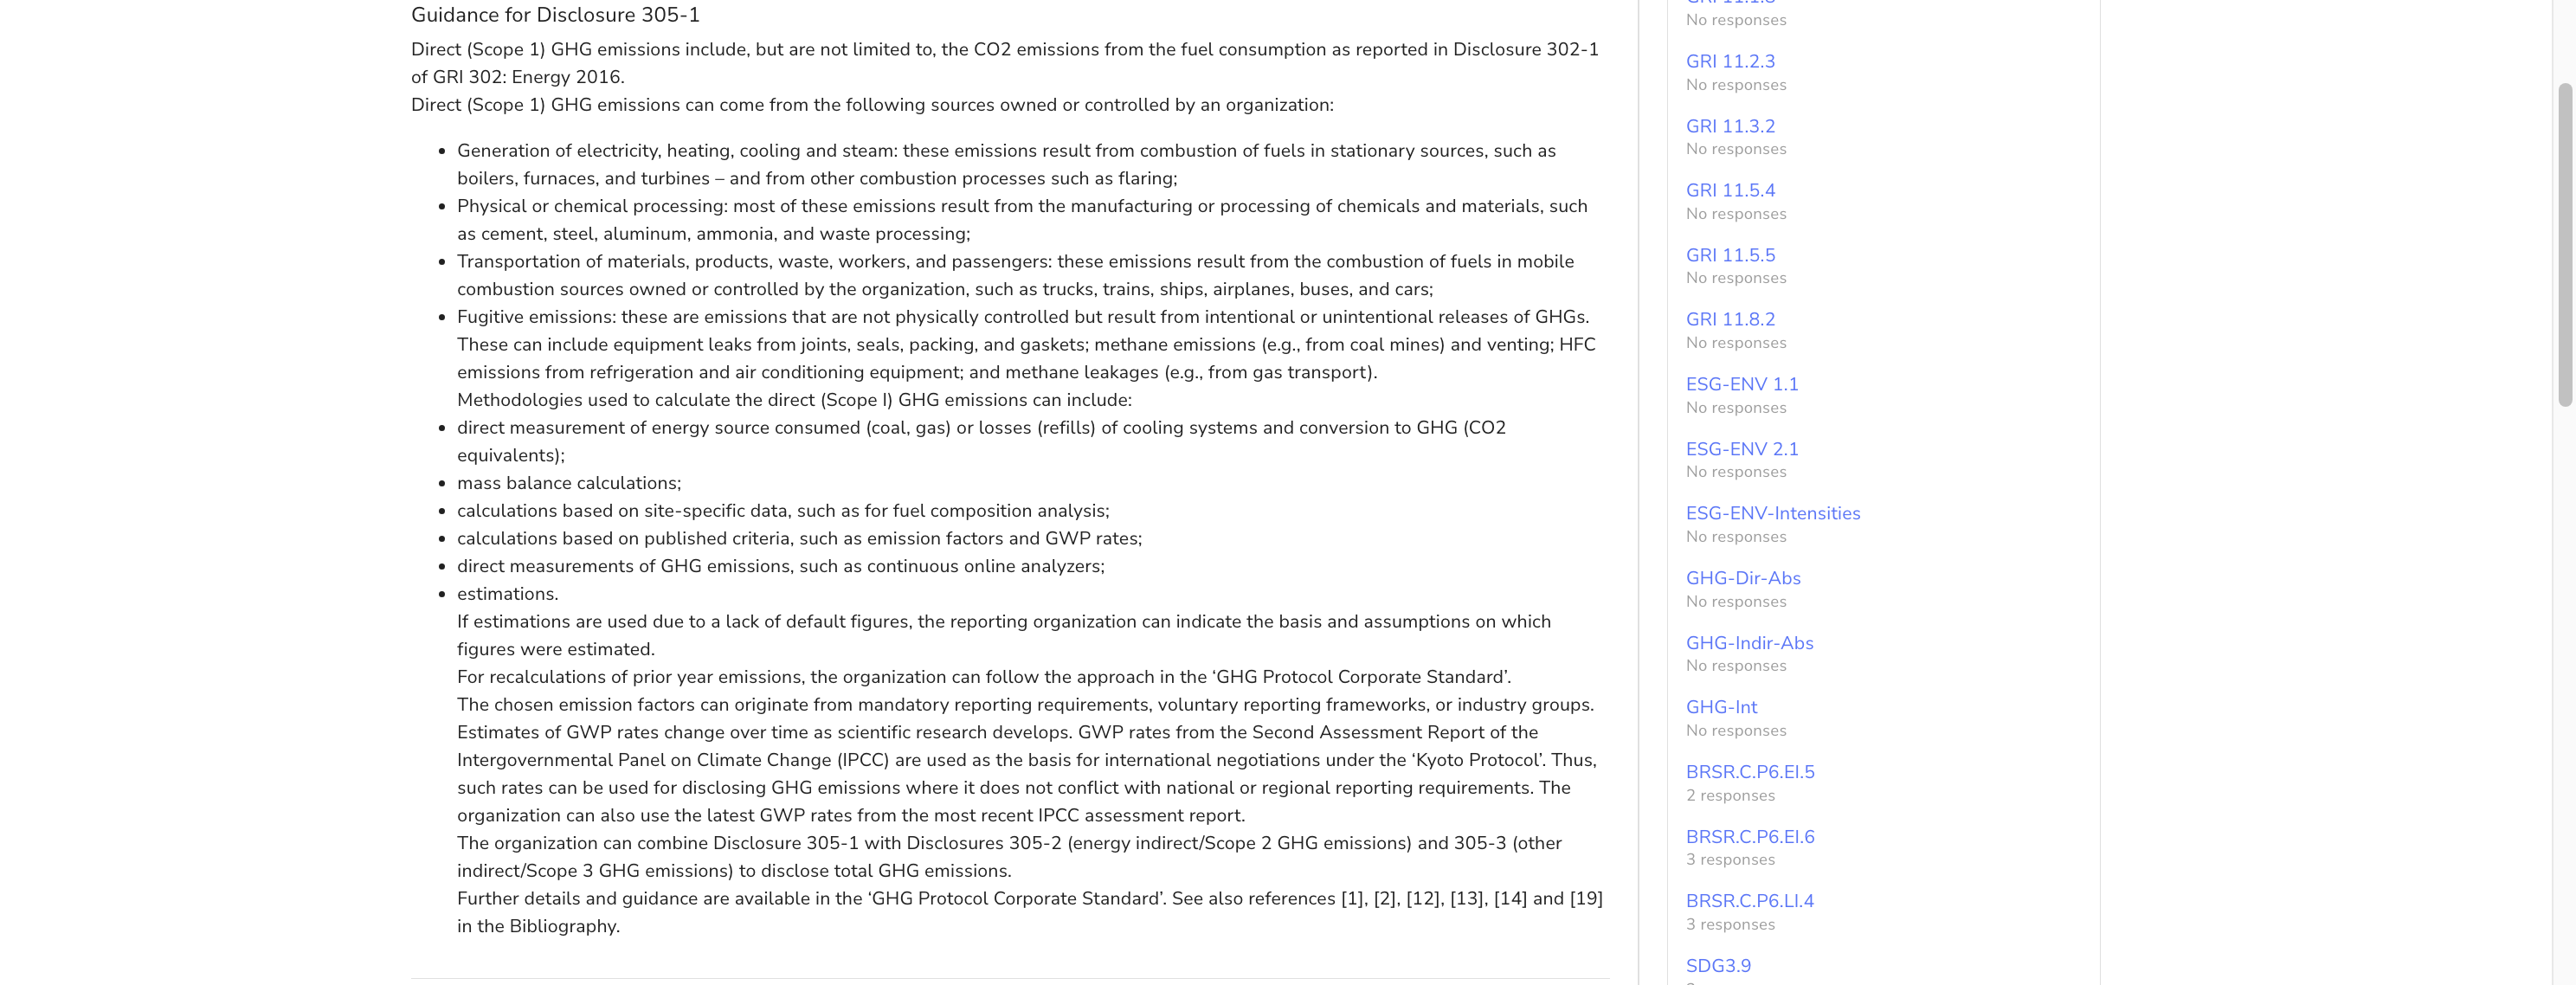 Guidance for Disclosure 305-1
Direct (Scope 1) GHG emissions include, but are not limited to, the CO2 emissions from the fuel consumption as reported in Disclosure 302-1
of GRI 302: Energy 2016.
Direct (Scope 1) GHG emissions can come from the following sources owned or controlled by an organization:
• Generation of electricity, heating, cooling and steam: these emissions result from combustion of fuels in stationary sources, such as
boilers, furnaces, and turbines – and from other combustion processes such as flaring;
• Physical or chemical processing: most of these emissions result from the manufacturing or processing of chemicals and materials, such
as cement, steel, aluminum, ammonia, and waste processing;
• Transportation of materials, products, waste, workers, and passengers: these emissions result from the combustion of fuels in mobile
combustion sources owned or controlled by the organization, such as trucks, trains, ships, airplanes, buses, and cars;
• Fugitive emissions: these are emissions that are not physically controlled but result from intentional or unintentional releases of GHGs.
These can include equipment leaks from joints, seals, packing, and gaskets; methane emissions (e.g., from coal mines) and venting; HFC
emissions from refrigeration and air conditioning equipment; and methane leakages (e.g., from gas transport).
Methodologies used to calculate the direct (Scope I) GHG emissions can include:
• direct measurement of energy source consumed (coal, gas) or losses (refills) of cooling systems and conversion to GHG (CO2
equivalents);
• mass balance calculations;
• calculations based on site-specific data, such as for fuel composition analysis;
• calculations based on published criteria, such as emission factors and GWP rates;
• direct measurements of GHG emissions, such as continuous online analyzers;
• estimations.
If estimations are used due to a lack of default figures, the reporting organization can indicate the basis and assumptions on which
figures were estimated.
For recalculations of prior year emissions, the organization can follow the approach in the ‘GHG Protocol Corporate Standard’.
The chosen emission factors can originate from mandatory reporting requirements, voluntary reporting frameworks, or industry groups.
Estimates of GWP rates change over time as scientific research develops. GWP rates from the Second Assessment Report of the
Intergovernmental Panel on Climate Change (IPCC) are used as the basis for international negotiations under the ‘Kyoto Protocol’. Thus,
such rates can be used for disclosing GHG emissions where it does not conflict with national or regional reporting requirements. The
organization can also use the latest GWP rates from the most recent IPCC assessment report.
The organization can combine Disclosure 305-1 with Disclosures 305-2 (energy indirect/Scope 2 GHG emissions) and 305-3 (other
indirect/Scope 3 GHG emissions) to disclose total GHG emissions.
Further details and guidance are available in the ‘GHG Protocol Corporate Standard’. See also references [1], [2], [12], [13], [14] and [19]
in the Bibliography.
No responses
GRI 11.2.3
No responses
GRI 11.3.2
No responses
GRI 11.5.4
No responses
GRI 11.5.5
No responses
GRI 11.8.2
No responses
ESG-ENV 1.1
No responses
ESG-ENV 2.1
No responses
ESG-ENV-Intensities
No responses
GHG-Dir-Abs
No responses
GHG-Indir-Abs
No responses
GHG-Int
No responses
BRSR.C.P6.EI.5
2 responses
BRSR.C.P6.EI.6
3 responses
BRSR.C.P6.LI.4
3 responses
SDG3.9